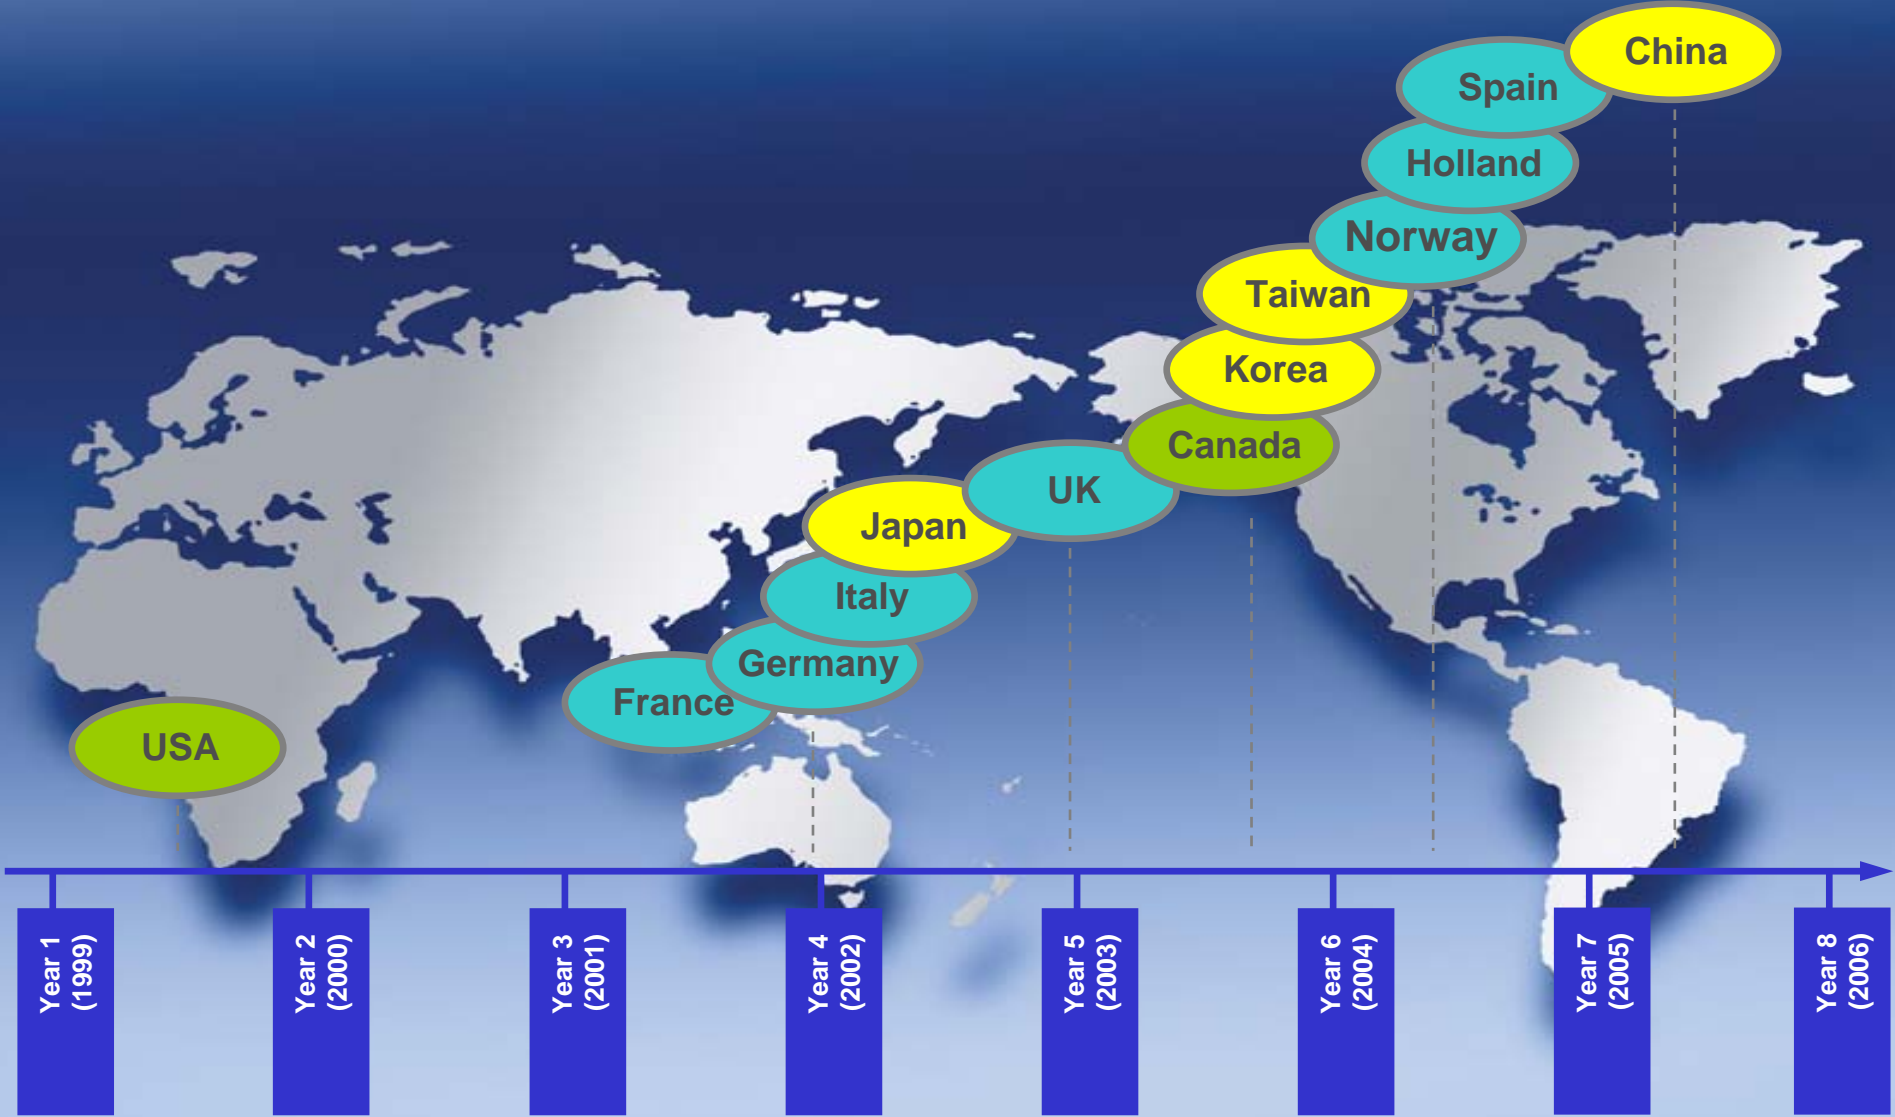 China
Spain
Holland
Norway
Taiwan
Korea
Canada
UK
Japan
Italy
Germany
France
USA
Year 1
(1999)
Year 2
(2000)
Year 3
(2001)
Year 4
(2002)
Year 5
(2003)
Year 6
(2004)
Year 7
(2005)
Year 8
(2006)